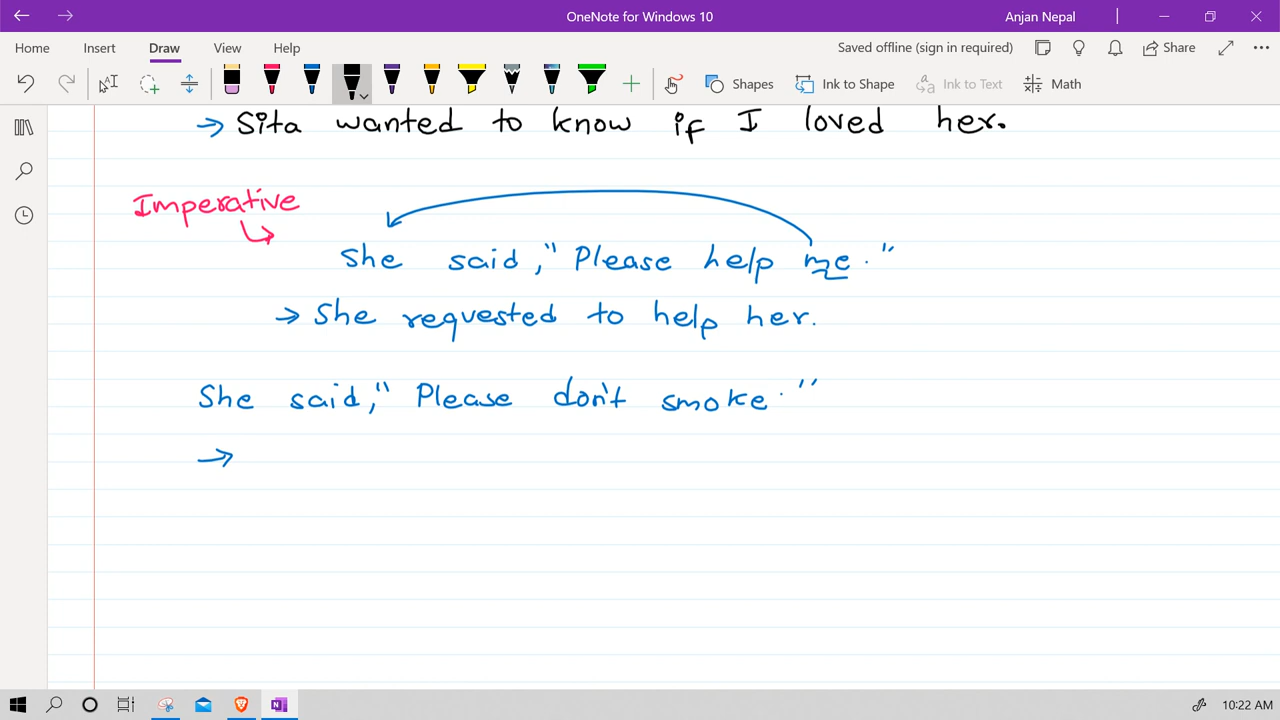 OneNote for Windows 10
Anjan Nepal
Home Insert Draw View Help
Saved offline (sign in required)
Share
Shapes
Ink to Shape
Ink to Text
Math
→ Sita wanted to know if I loved her.
Imperative
She said," Please help me."
→ She requested to help her.
She said," Please don't smoke."
→
10:22 AM